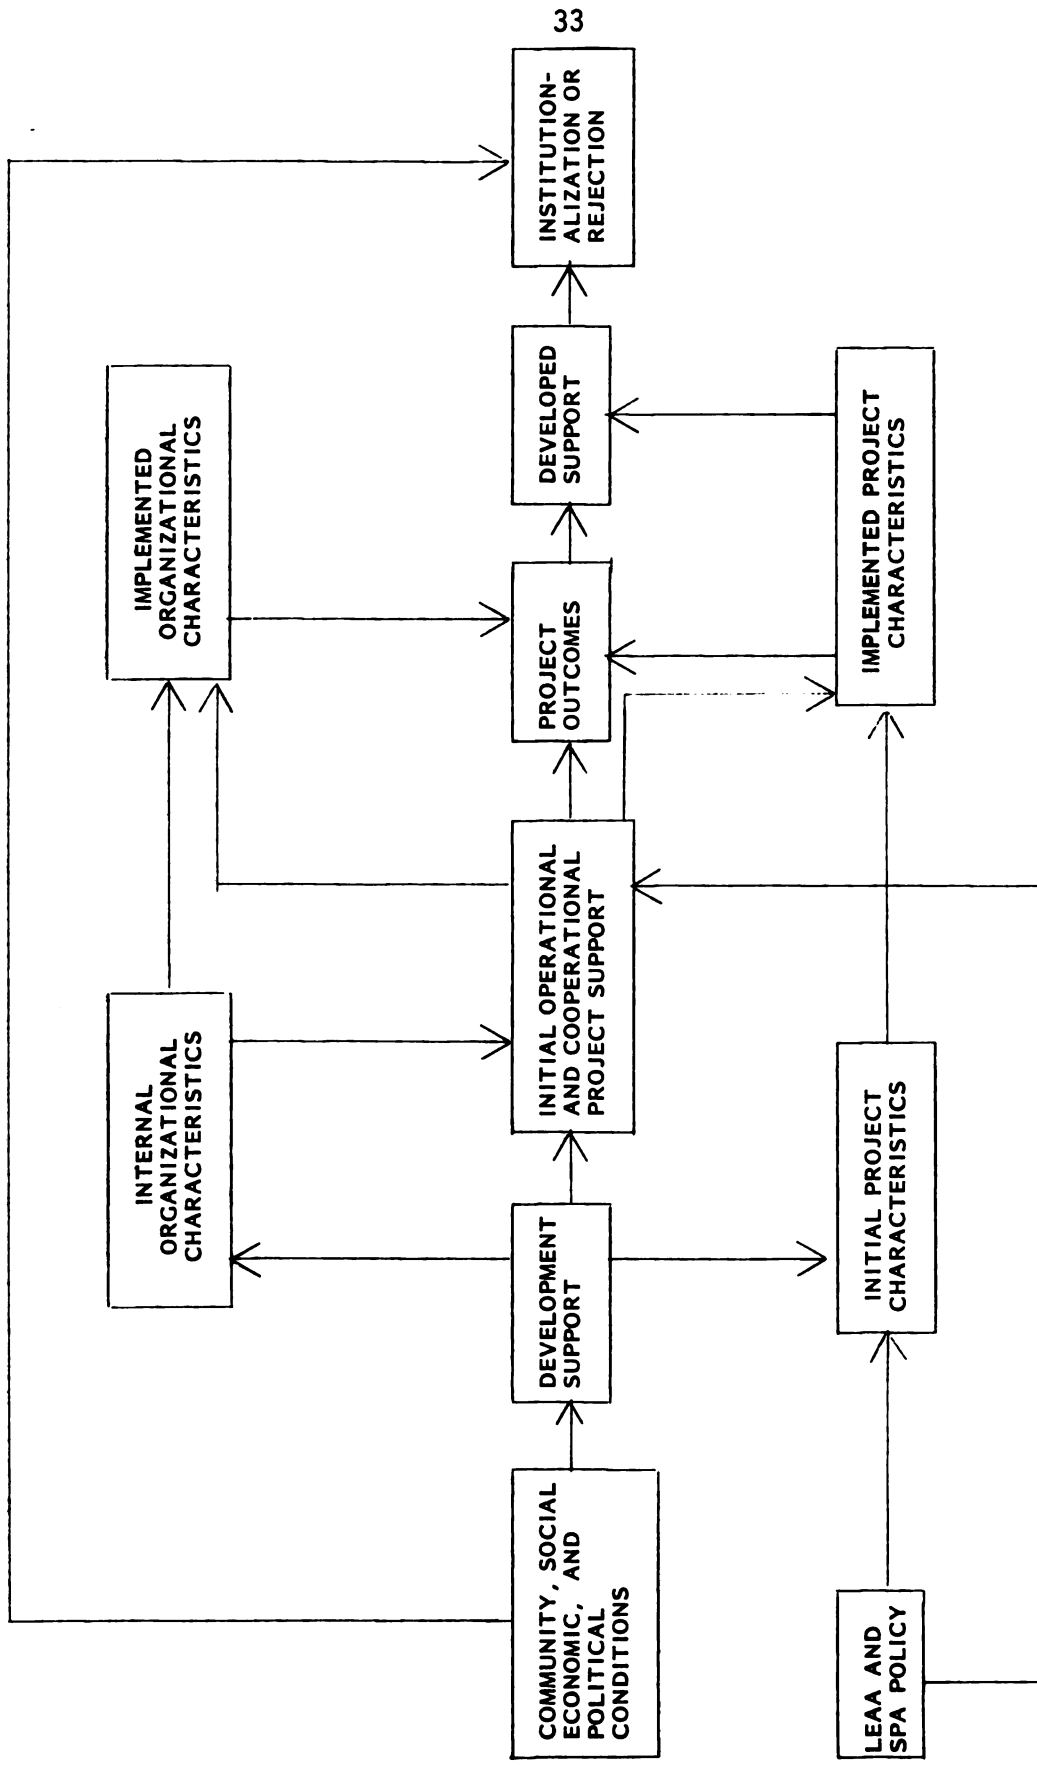 33
INTERNAL
ORGANIZATIONAL
CHARACTERISTICS
IMPLEMENTED
ORGANIZATIONAL
CHARACTERISTICS
COMMUNITY, SOCIAL
ECONOMIC, AND
POLITICAL
CONDITIONS
DEVELOPMENT
SUPPORT
INITIAL OPERATIONAL
AND COOPERATIONAL
PROJECT SUPPORT
PROJECT
OUTCOMES
DEVELOPED
SUPPORT
INSTITUTION-
ALIZATION OR
REJECTION
LEAA AND
SPA POLICY
INITIAL PROJECT
CHARACTERISTICS
IMPLEMENTED PROJECT
CHARACTERISTICS